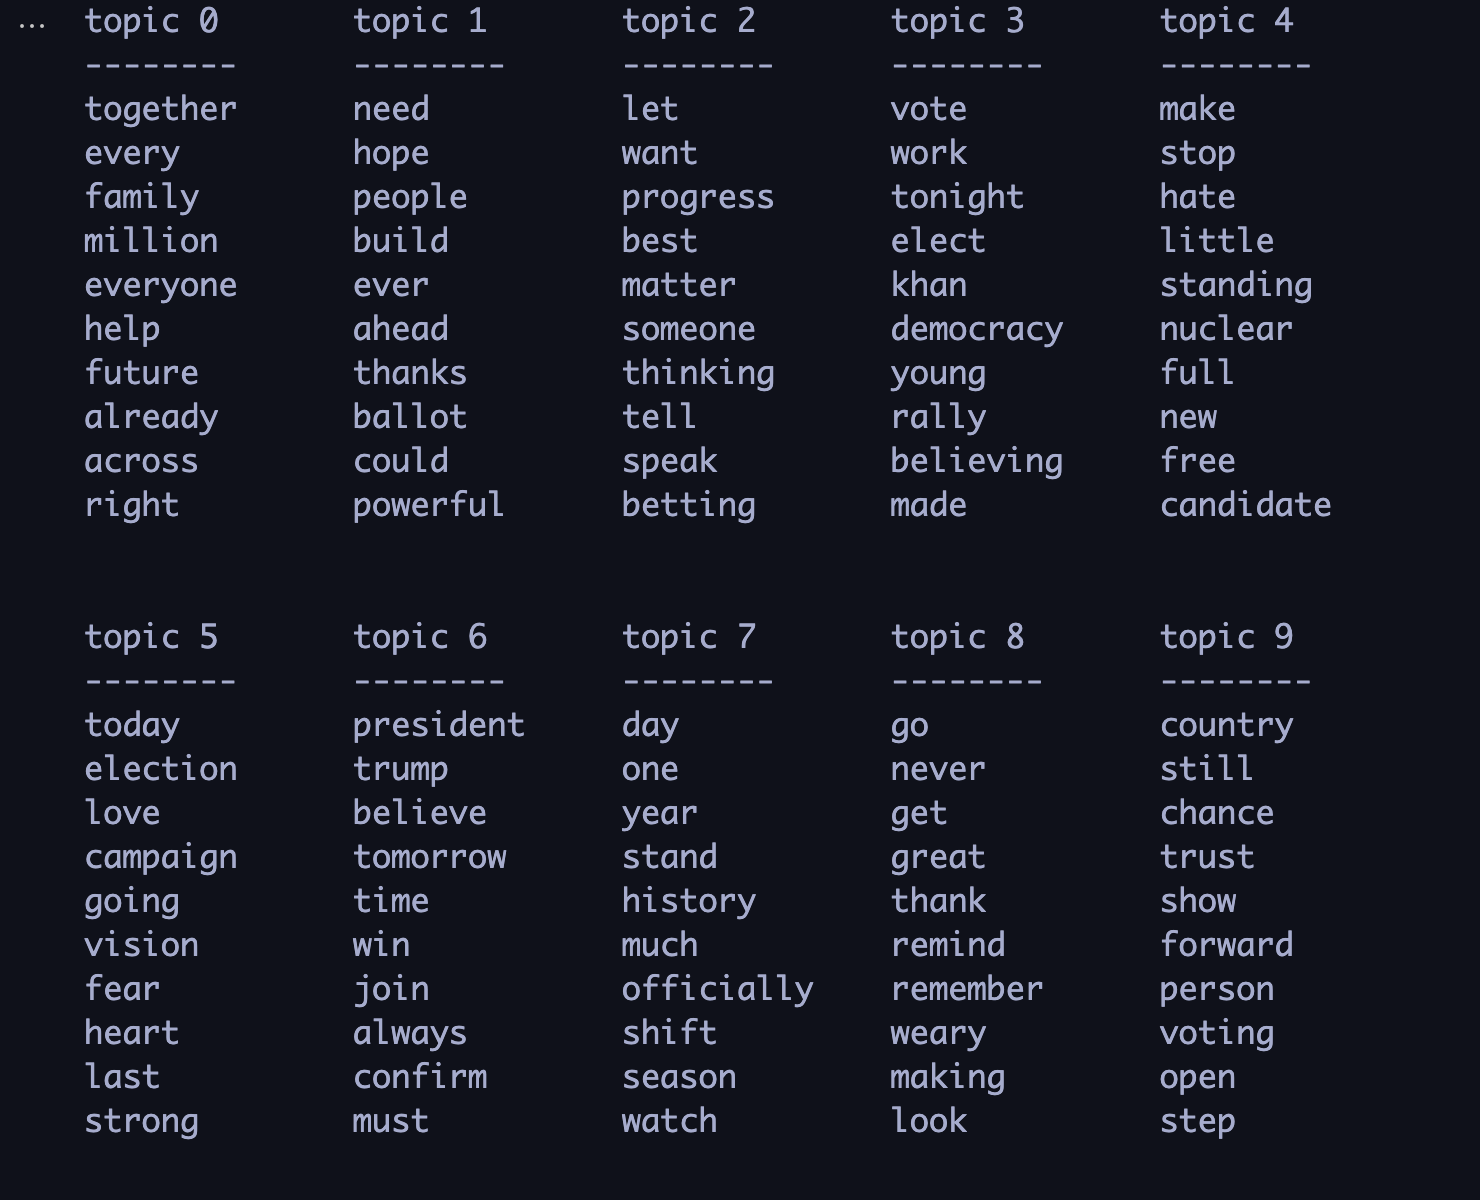 ... topic 0 topic 1 topic 2 topic 3 topic 4
-------- -------- -------- -------- --------
together need let vote make
every hope want work stop
family people progress tonight hate
million build best elect little
everyone ever matter khan standing
help ahead someone democracy nuclear
future thanks thinking young full
already ballot tell rally new
across could speak believing free
right powerful betting made candidate
topic 5 topic 6 topic 7 topic 8 topic 9
-------- -------- -------- -------- --------
today president day go country
election trump one never still
love believe year get chance
campaign tomorrow stand great trust
going time history thank show
vision win much remind forward
fear join officially remember person
heart always shift weary voting
last confirm season making open
strong must watch look step